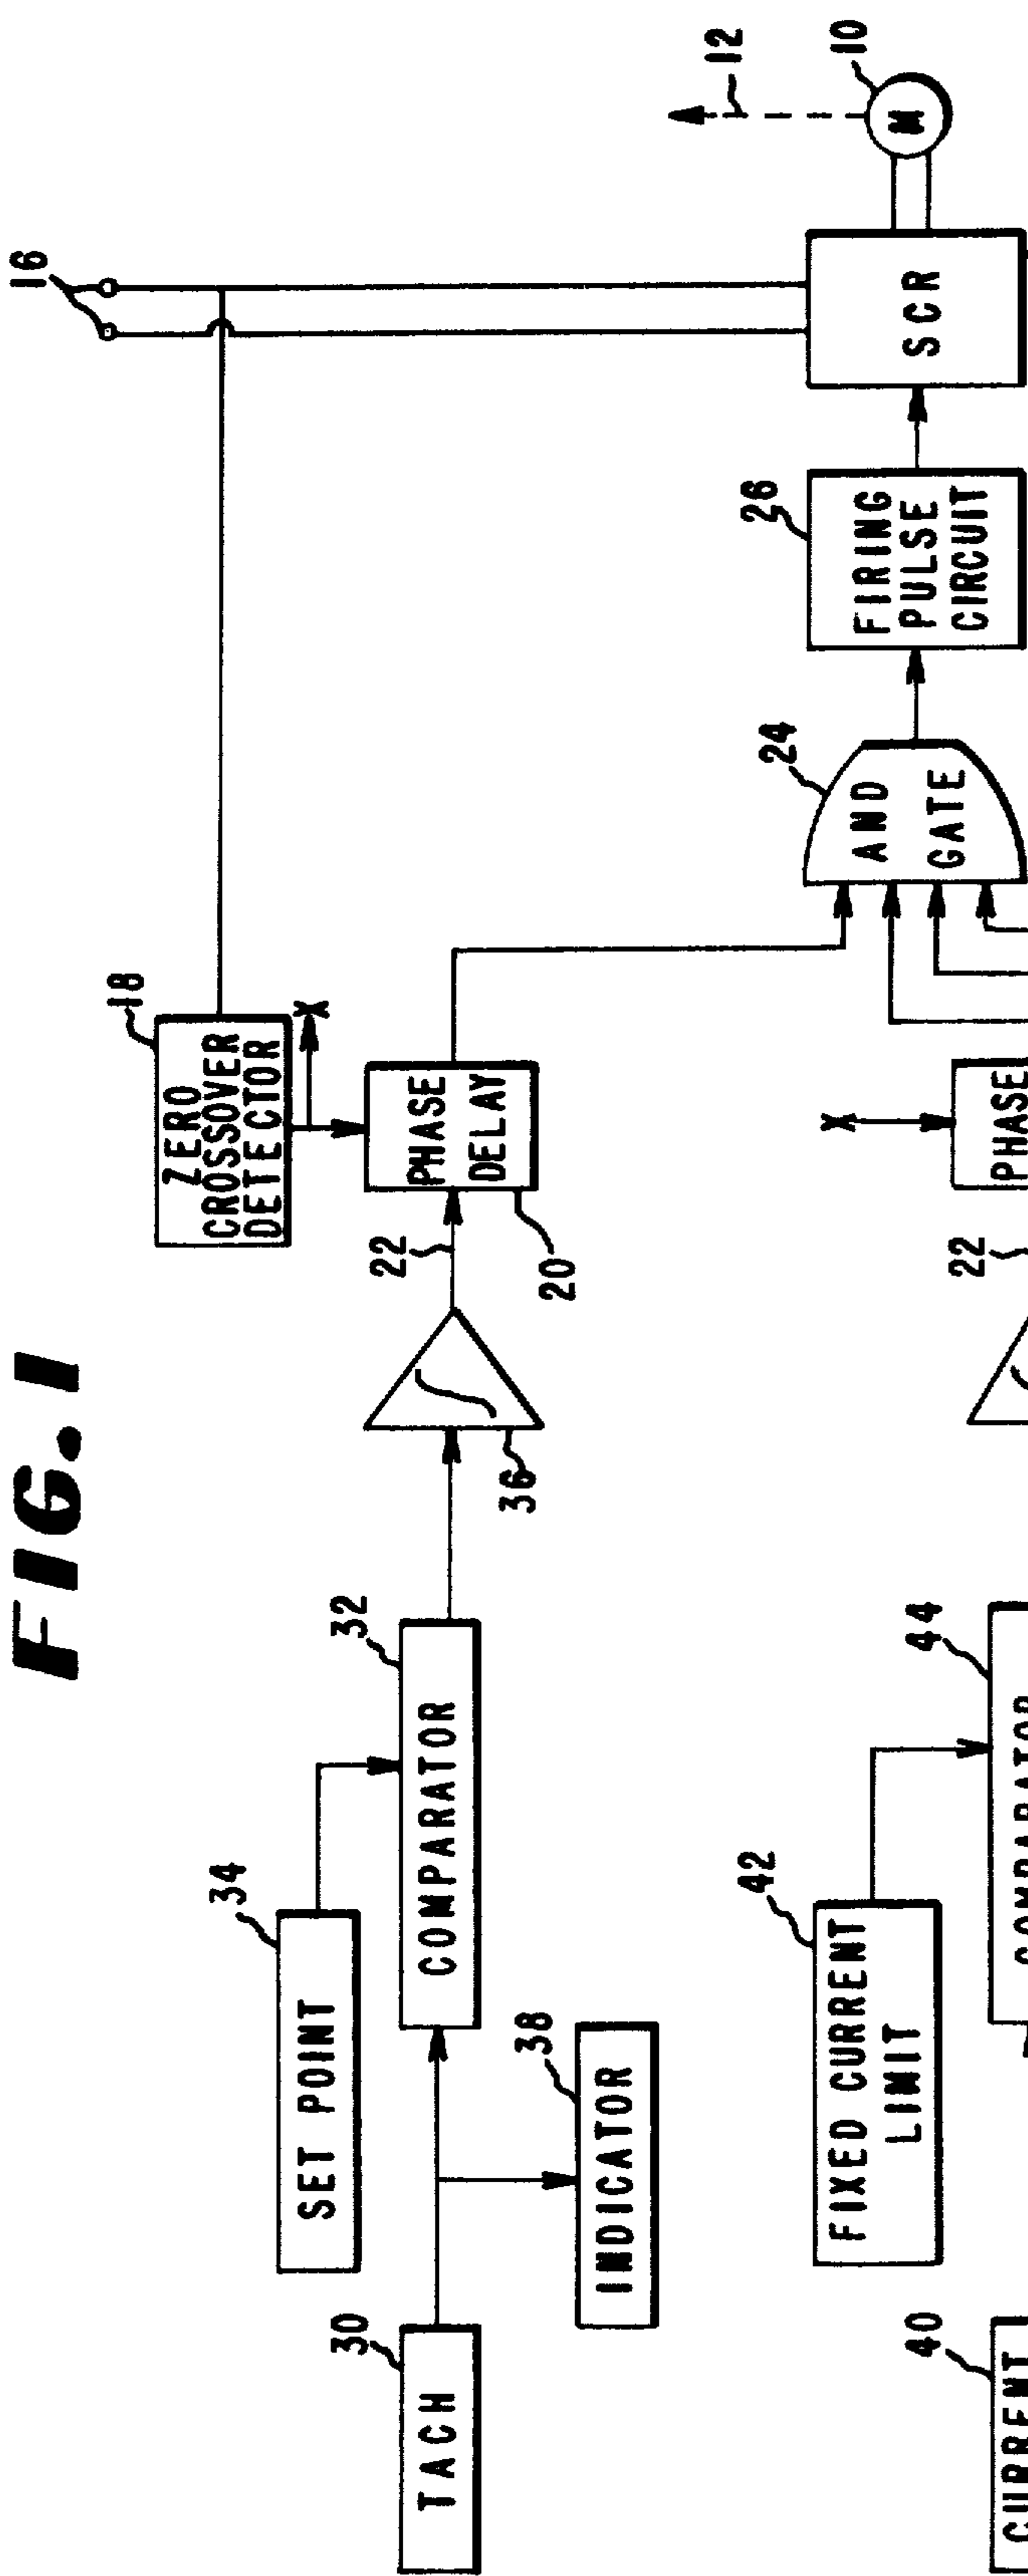 FIG. 1
16
12
10
M
SCR
18
ZERO
CROSSOVER
DETECTOR
X
PHASE
DELAY
20
22
36
26
FIRING
PULSE
CIRCUIT
24
AND
GATE
34
SET POINT
32
COMPARATOR
30
TACH
38
INDICATOR
X
PHASE
22
42
FIXED CURRENT
LIMIT
44
COMPARATOR
40
CURRENT